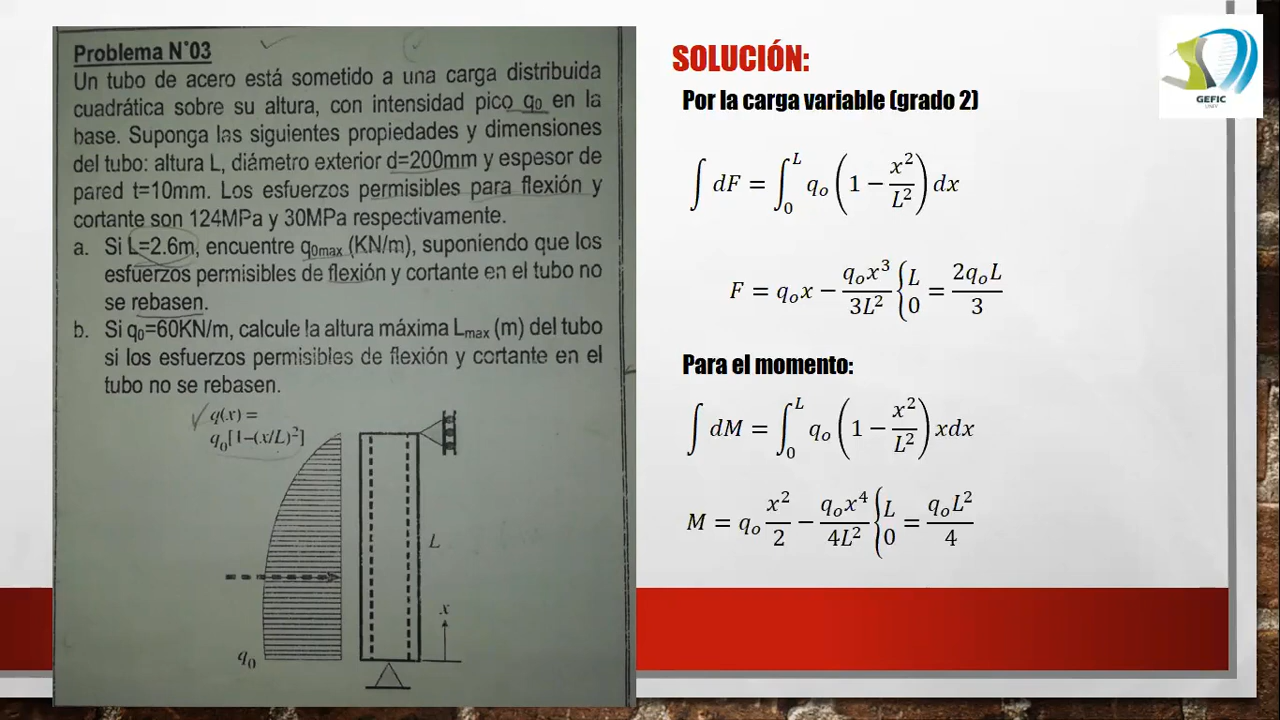 Problema N°03
Un tubo de acero está sometido a una carga distribuida
cuadrática sobre su altura, con intensidad pico q₀ en la
base. Suponga las siguientes propiedades y dimensiones
del tubo: altura L, diámetro exterior d=200mm y espesor de
pared t=10mm. Los esfuerzos permisibles para flexión y
cortante son 124MPa y 30MPa respectivamente.
a. Si L=2.6m, encuentre q₀max (KN/m), suponiendo que los
esfuerzos permisibles de flexión y cortante en el tubo no
se rebasen.
b. Si q₀=60KN/m, calcule la altura máxima Lmax (m) del tubo
si los esfuerzos permisibles de flexión y cortante en el
tubo no se rebasen.
q(x) =
q₀[1–(x/L)²]
L
x
q₀
SOLUCIÓN:
Por la carga variable (grado 2)
∫ dF = ∫₀ᴸ qₒ (1 − x²/L²) dx
F = qₒx − qₒx³/3L² {L 0 = 2qₒL/3
Para el momento:
∫ dM = ∫₀ᴸ qₒ (1 − x²/L²) xdx
M = qₒ x²/2 − qₒx⁴/4L² {L 0 = qₒL²/4
GEFIC